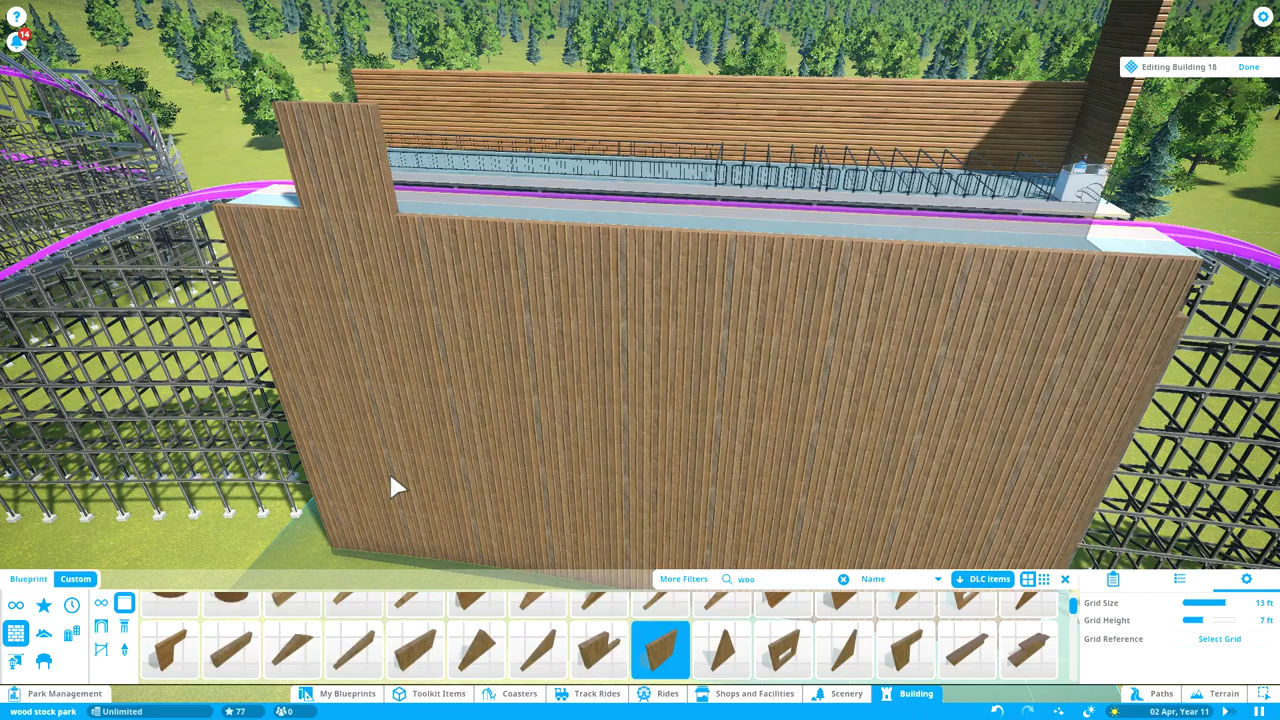 ?
14
Editing Building 18 Done
Blueprint Custom More Filters woo Name DLC items
Grid Size 13 ft
Grid Height 7 ft
Grid Reference Select Grid
Park Management My Blueprints Toolkit Items Coasters Track Rides Rides Shops and Facilities Scenery Building Paths Terrain
wood stock park Unlimited 77 0 02 Apr, Year 11